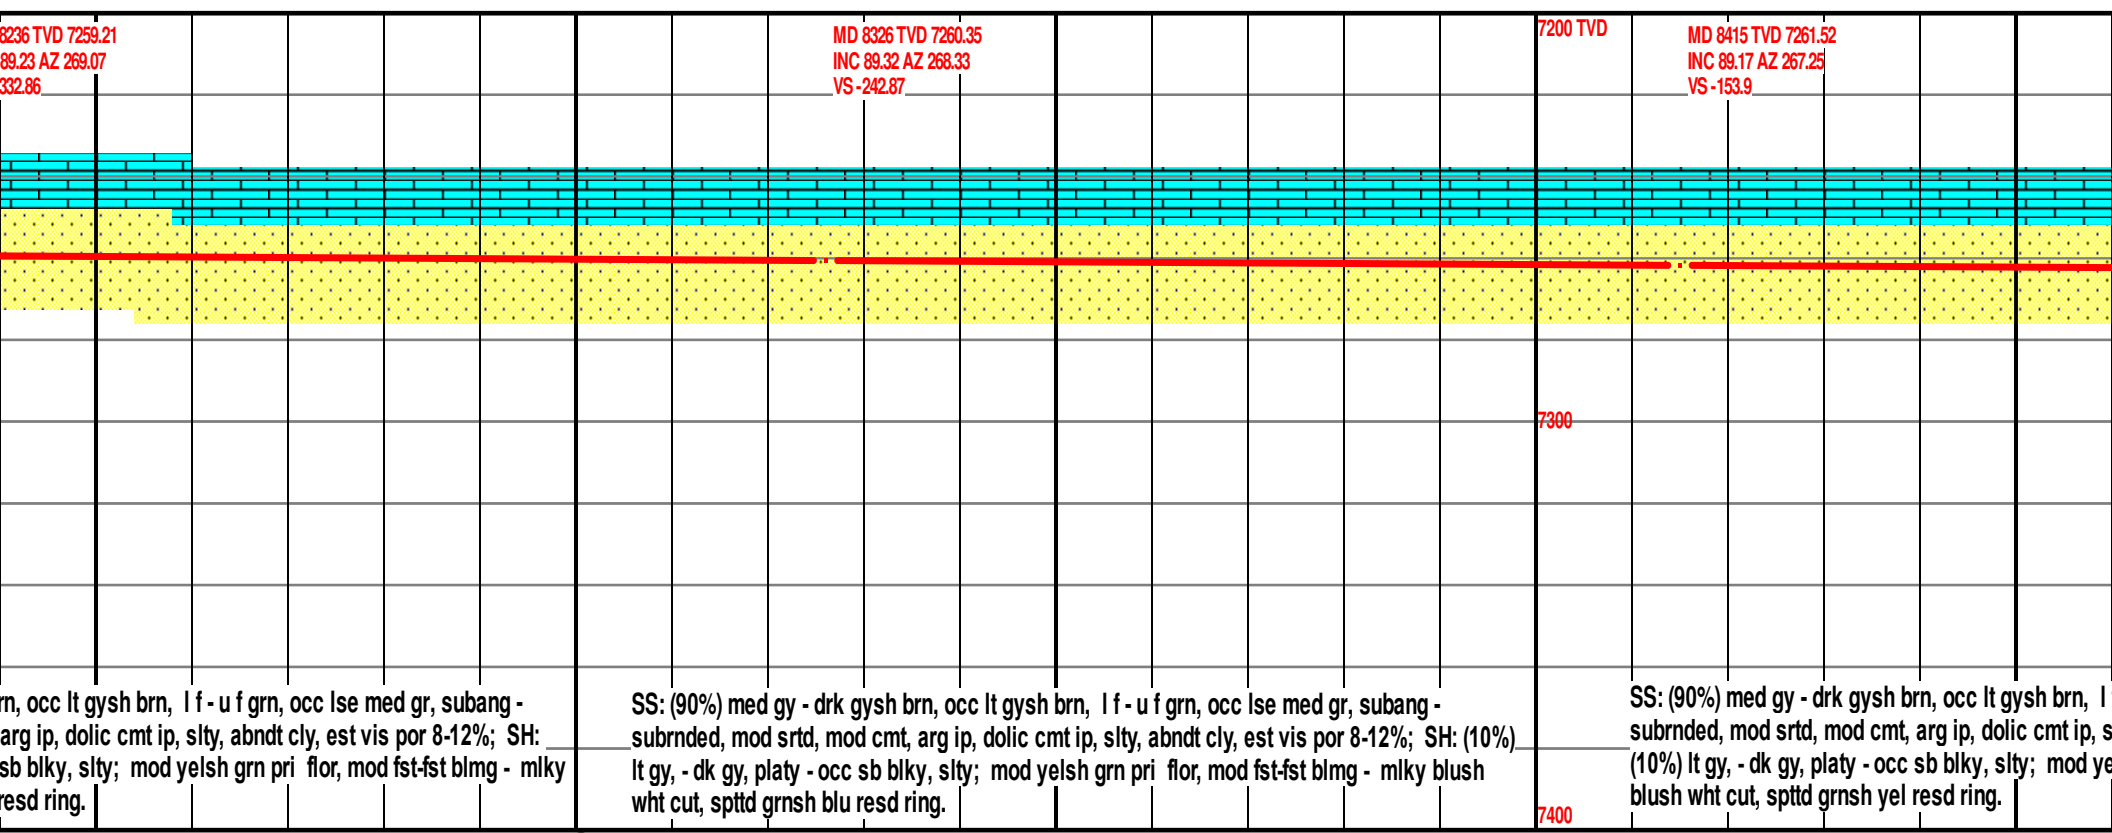 8236 TVD 7259.21
89.23 AZ 269.07
332.86
MD 8326 TVD 7260.35
INC 89.32 AZ 268.33
VS -242.87
7200 TVD
MD 8415 TVD 7261.52
INC 89.17 AZ 267.25
VS -153.9
7300
rn, occ lt gysh brn, l f - u f grn, occ lse med gr, subang -
arg ip, dolic cmt ip, slty, abndt cly, est vis por 8-12%; SH:
sb blky, slty; mod yelsh grn pri flor, mod fst-fst blmg - mlky
resd ring.
SS: (90%) med gy - drk gysh brn, occ lt gysh brn, l f - u f grn, occ lse med gr, subang -
subrnded, mod srtd, mod cmt, arg ip, dolic cmt ip, slty, abndt cly, est vis por 8-12%; SH: (10%)
lt gy, - dk gy, platy - occ sb blky, slty; mod yelsh grn pri flor, mod fst-fst blmg - mlky blush
wht cut, spttd grnsh blu resd ring.
SS: (90%) med gy - drk gysh brn, occ lt gysh brn, l
subrnded, mod srtd, mod cmt, arg ip, dolic cmt ip, s
(10%) lt gy, - dk gy, platy - occ sb blky, slty; mod ye
blush wht cut, spttd grnsh yel resd ring.
7400